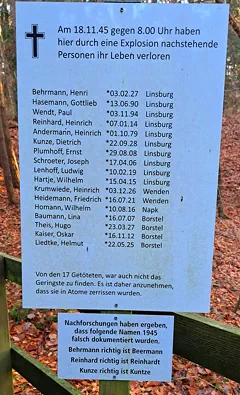 Am 18.11.45 gegen 8.00 Uhr haben
hier durch eine Explosion nachstehende
Personen ihr Leben verloren
Behrmann, Henri *03.02.27 Linsburg
Hasemann, Gottlieb *13.06.90 Linsburg
Wendt, Paul *03.11.94 Linsburg
Reinhard, Heinrich *07.01.14 Linsburg
Andermann, Heinrich *01.10.79 Linsburg
Kunze, Dietrich *22.09.28 Linsburg
Plumhoff, Ernst *29.08.08 Linsburg
Schroeter, Joseph *17.04.06 Linsburg
Lenhoff, Ludwig *10.02.19 Linsburg
Hartje, Wilhelm *15.04.15 Linsburg
Krumwiede, Heinrich *03.12.26 Wenden
Heidemann, Friedrich *16.07.21 Wenden
Homann, Wilhelm *10.08.16 Napk
Baumann, Lina *16.07.07 Borstel
Theis, Hugo *23.03.27 Borstel
Kaiser, Oskar *16.11.12 Borstel
Liedtke, Helmut *22.05.25 Borstel
Von den 17 Getöteten, war auch nicht das
Geringste zu finden. Es ist daher anzunehmen,
dass sie in Atome zerrissen wurden.
Nachforschungen haben ergeben,
dass folgende Namen 1945
falsch dokumentiert wurden.
Behrmann richtig ist Beermann
Reinhard richtig ist Reinhardt
Kunze richtig ist Kuntze